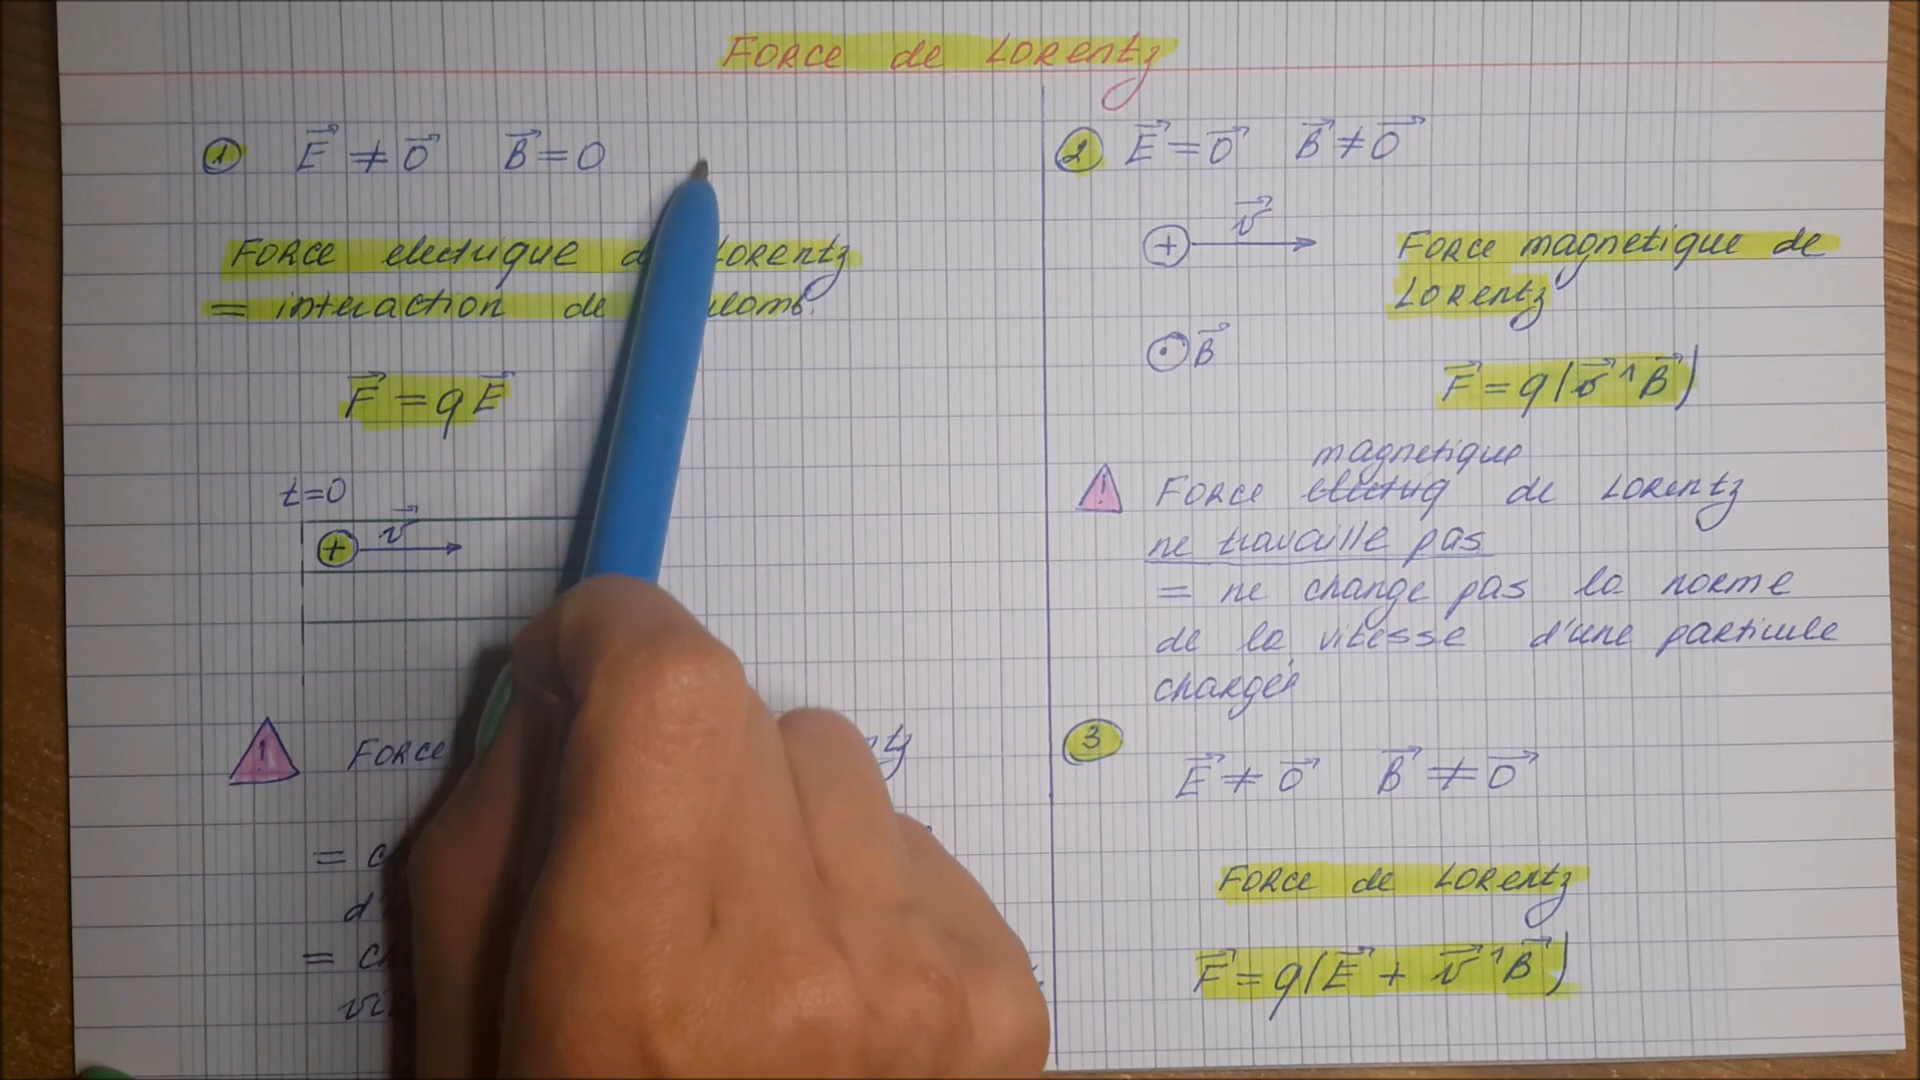 Force de Lorentz
① E⃗ ≠ 0⃗ B⃗ = 0
Force electrique Lorentz
= interaction de
F⃗ = qE⃗
t=0
v⃗
+
! Force
=
=
② E⃗ = 0⃗ B⃗ ≠ 0⃗
v⃗
+
Force magnetique de
Lorentz
⊙ B⃗
F⃗ = q(v⃗ ^ B⃗)
magnetique
! Force electriq de Lorentz
ne travaille pas
= ne change pas la norme
de la vitesse d'une particule
chargée
③
E⃗ ≠ 0⃗ B⃗ ≠ 0⃗
Force de Lorentz
F⃗ = q(E⃗ + v⃗ ^ B⃗)